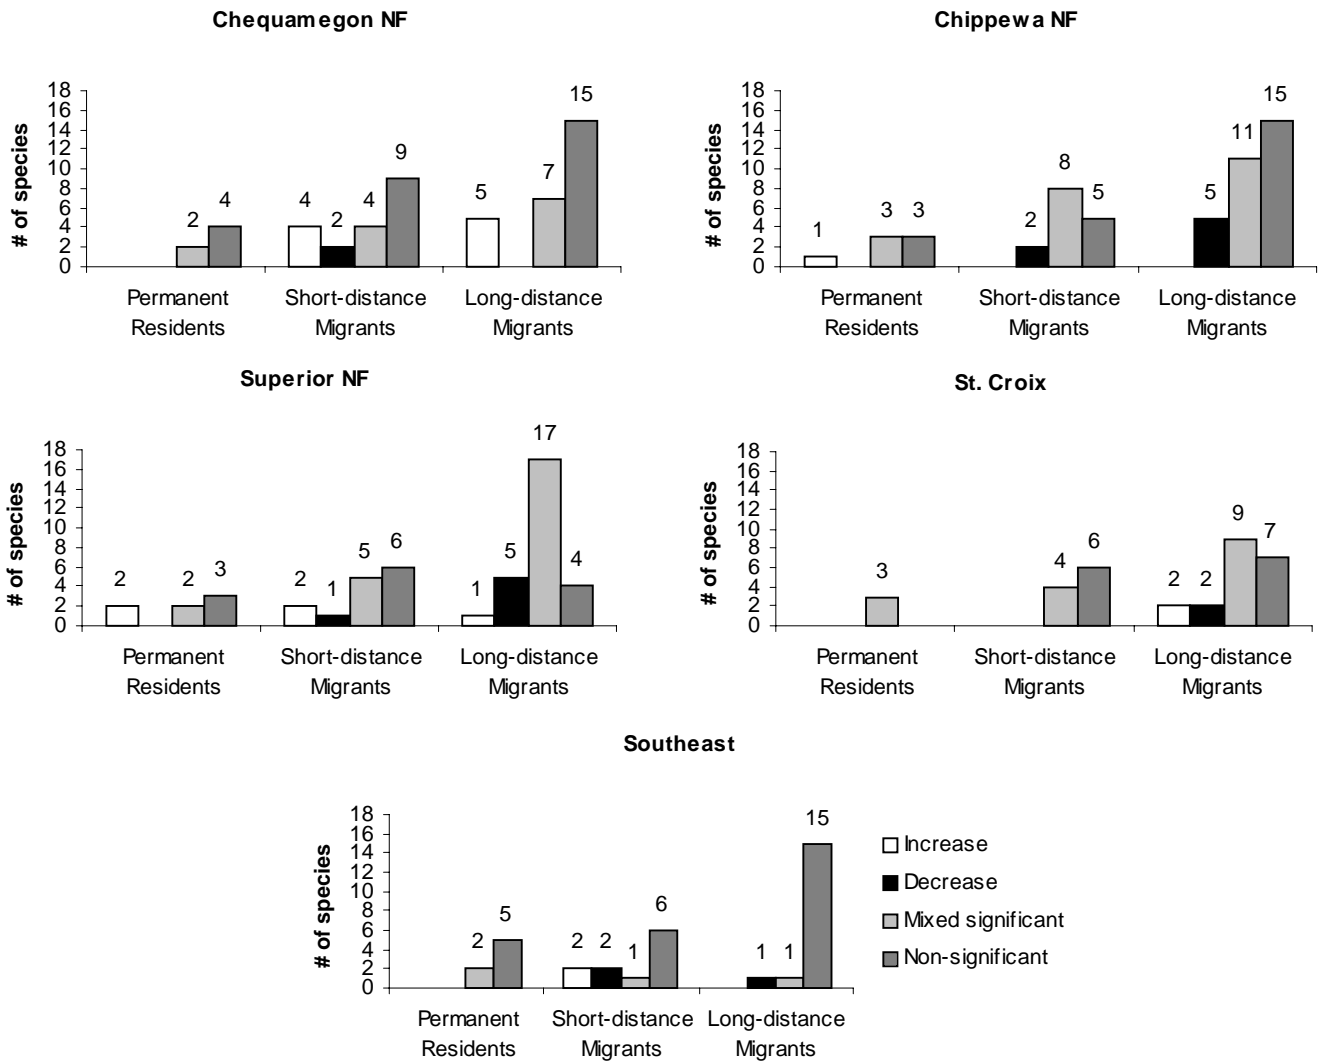 Chequamegon NF
# of species
18
16
14
12
10
8
6
4
2
0
2
4
4
2
4
9
5
7
15
Permanent
Residents
Short-distance
Migrants
Long-distance
Migrants
Chippewa NF
# of species
18
16
14
12
10
8
6
4
2
0
1
3
3
2
8
5
5
11
15
Permanent
Residents
Short-distance
Migrants
Long-distance
Migrants
Superior NF
# of species
18
16
14
12
10
8
6
4
2
0
2
2
3
2
1
5
6
1
5
17
4
Permanent
Residents
Short-distance
Migrants
Long-distance
Migrants
St. Croix
# of species
18
16
14
12
10
8
6
4
2
0
3
4
6
2
2
9
7
Permanent
Residents
Short-distance
Migrants
Long-distance
Migrants
Southeast
# of species
18
16
14
12
10
8
6
4
2
0
2
5
2
2
1
6
1
1
15
Permanent
Residents
Short-distance
Migrants
Long-distance
Migrants
Increase
Decrease
Mixed significant
Non-significant